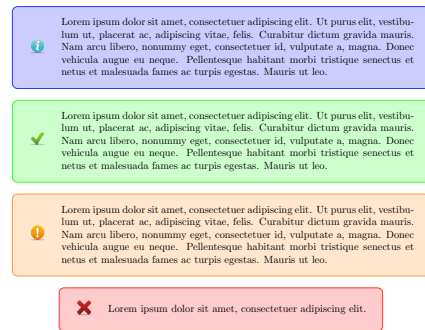 Lorem ipsum dolor sit amet, consectetuer adipiscing elit. Ut purus elit, vestibu-
lum ut, placerat ac, adipiscing vitae, felis. Curabitur dictum gravida mauris.
Nam arcu libero, nonummy eget, consectetuer id, vulputate a, magna. Donec
vehicula augue eu neque. Pellentesque habitant morbi tristique senectus et
netus et malesuada fames ac turpis egestas. Mauris ut leo.
Lorem ipsum dolor sit amet, consectetuer adipiscing elit. Ut purus elit, vestibu-
lum ut, placerat ac, adipiscing vitae, felis. Curabitur dictum gravida mauris.
Nam arcu libero, nonummy eget, consectetuer id, vulputate a, magna. Donec
vehicula augue eu neque. Pellentesque habitant morbi tristique senectus et
netus et malesuada fames ac turpis egestas. Mauris ut leo.
Lorem ipsum dolor sit amet, consectetuer adipiscing elit. Ut purus elit, vestibu-
lum ut, placerat ac, adipiscing vitae, felis. Curabitur dictum gravida mauris.
Nam arcu libero, nonummy eget, consectetuer id, vulputate a, magna. Donec
vehicula augue eu neque. Pellentesque habitant morbi tristique senectus et
netus et malesuada fames ac turpis egestas. Mauris ut leo.
Lorem ipsum dolor sit amet, consectetuer adipiscing elit.